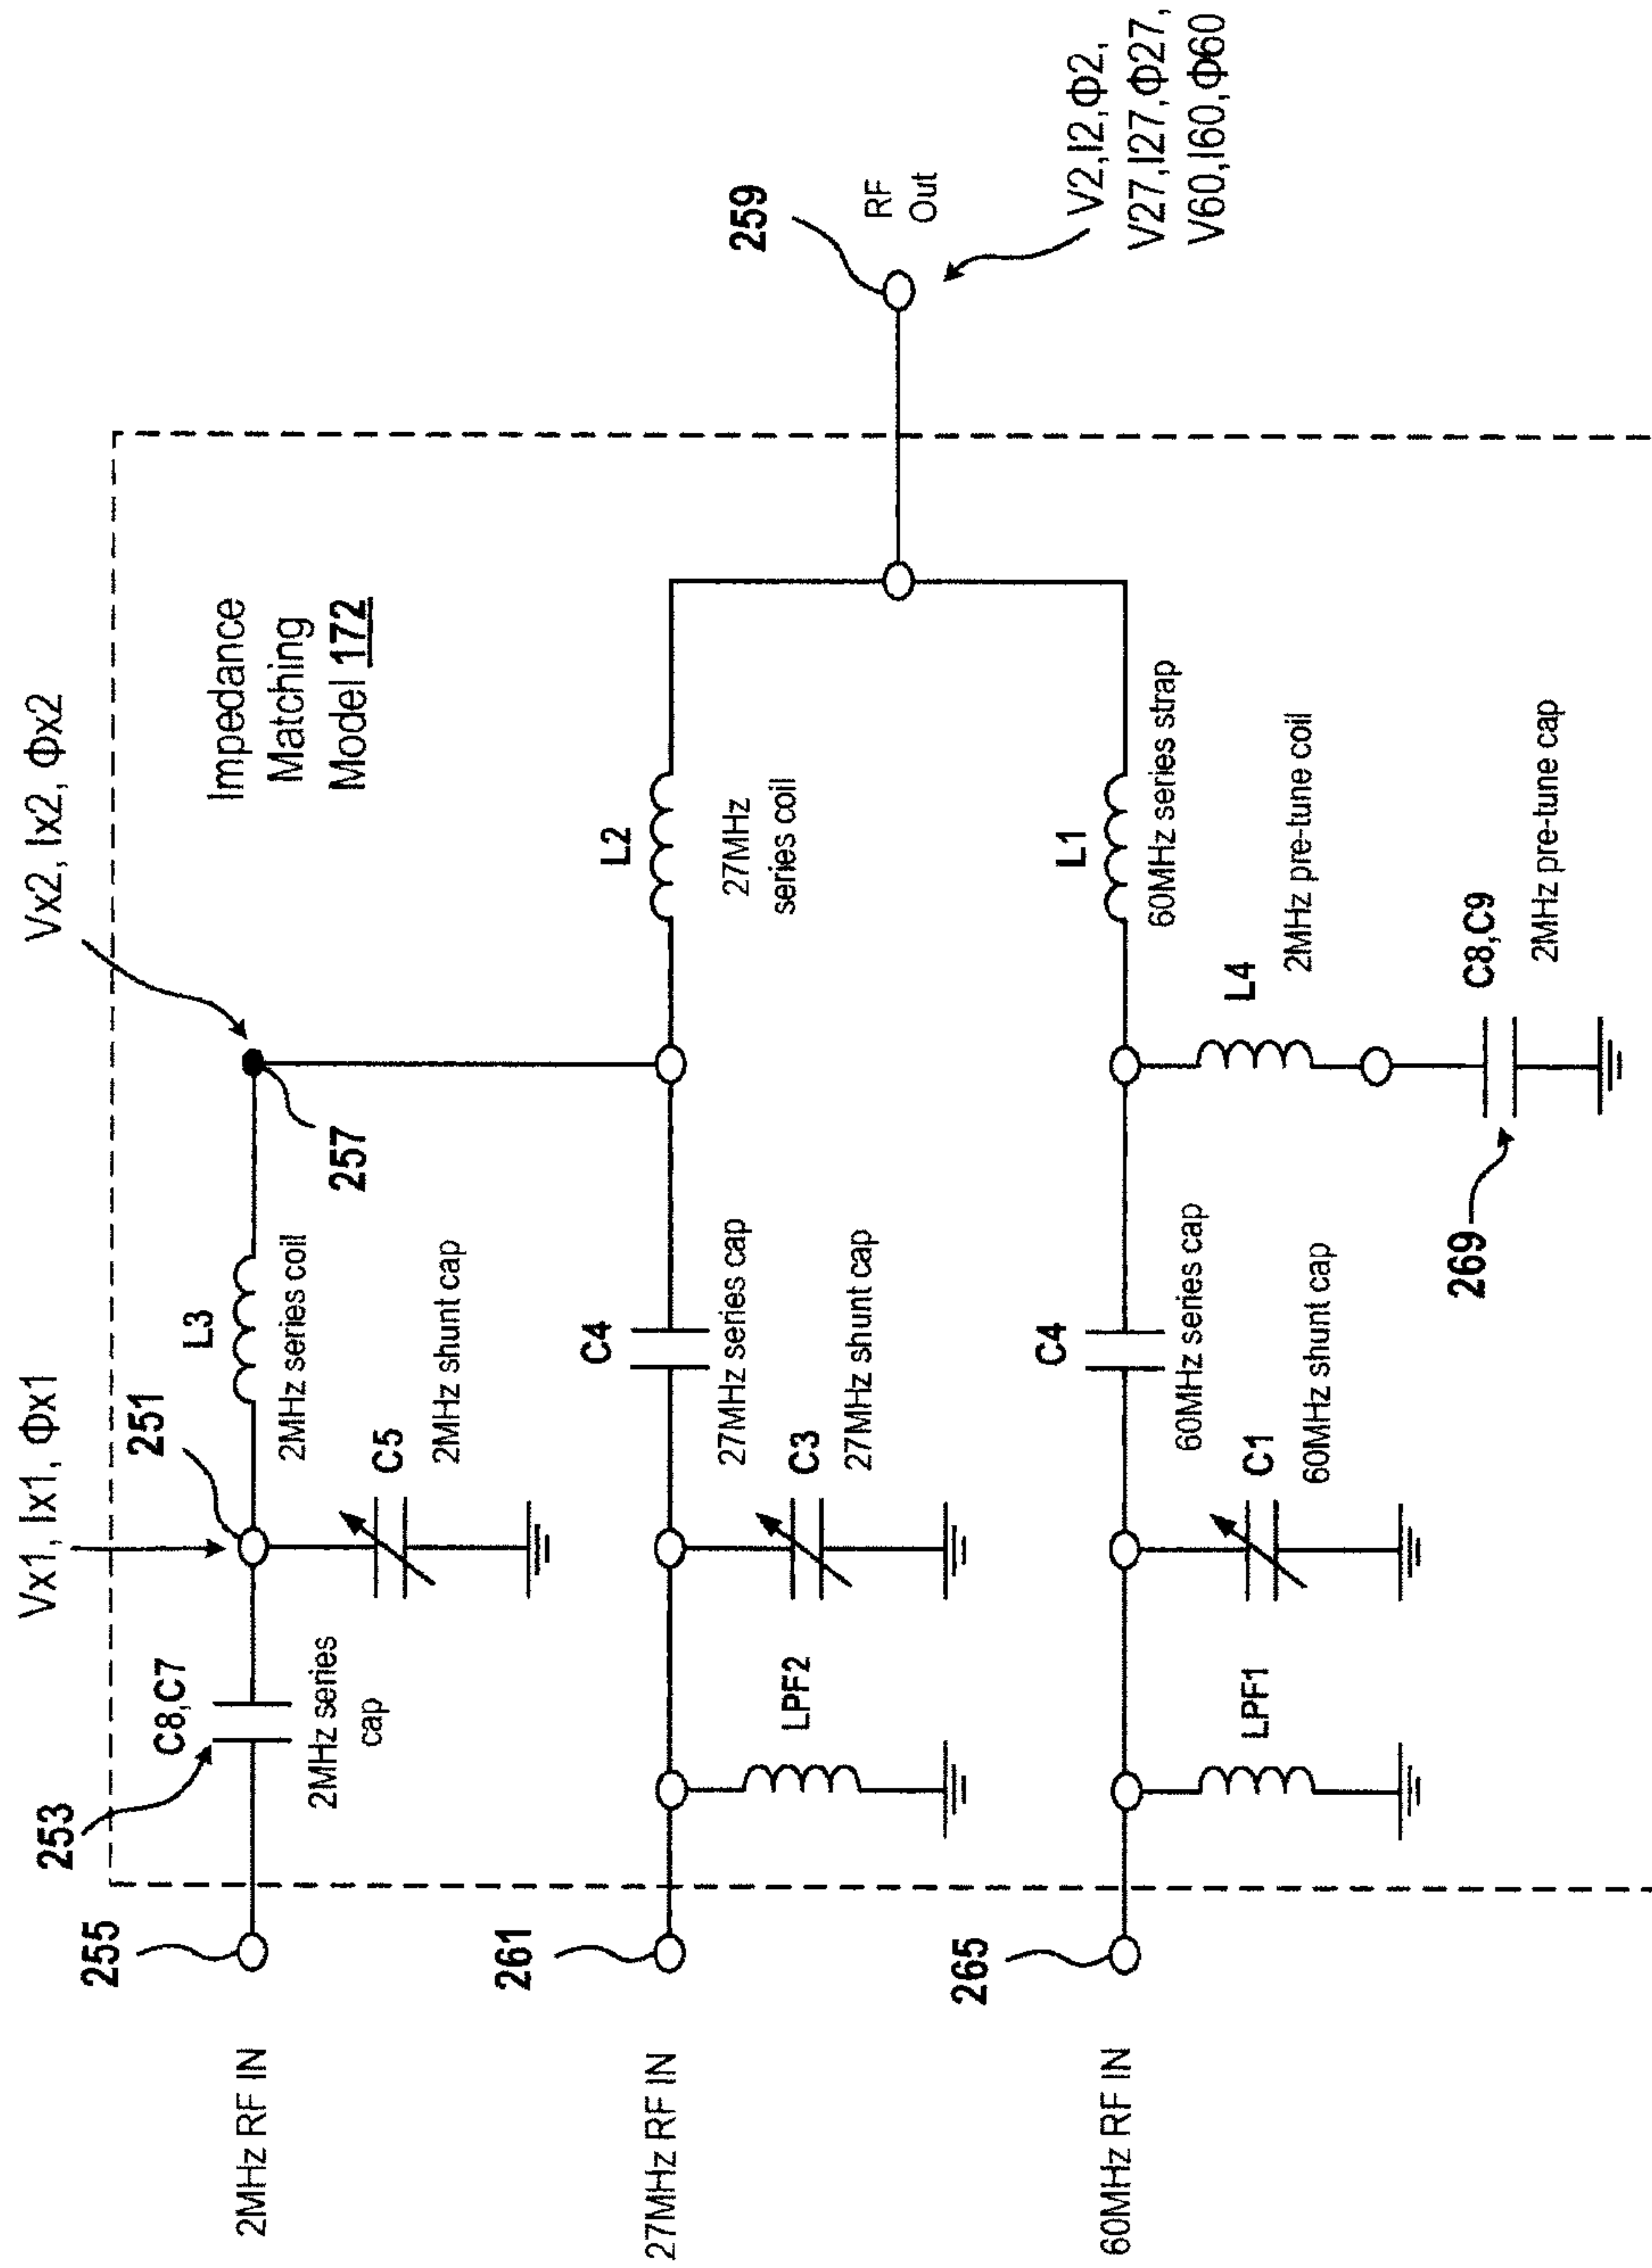 Vx1, Ix1, Φx1
Vx2, Ix2, Φx2
Impedance
Matching
Model 172
253
C8,C7
2MHz series
cap
251
L3
2MHz series coil
257
C5
2MHz shunt cap
255
2MHz RF IN
261
27MHz RF IN
LPF2
C3
27MHz shunt cap
C4
27MHz series cap
L2
27MHz
series coil
259
RF
Out
V2,I2,Φ2,
V27,I27,Φ27,
V60,I60,Φ60
265
60MHz RF IN
LPF1
C1
60MHz shunt cap
C4
60MHz series cap
L1
60MHz series strap
L4
2MHz pre-tune coil
C8,C9
2MHz pre-tune cap
269